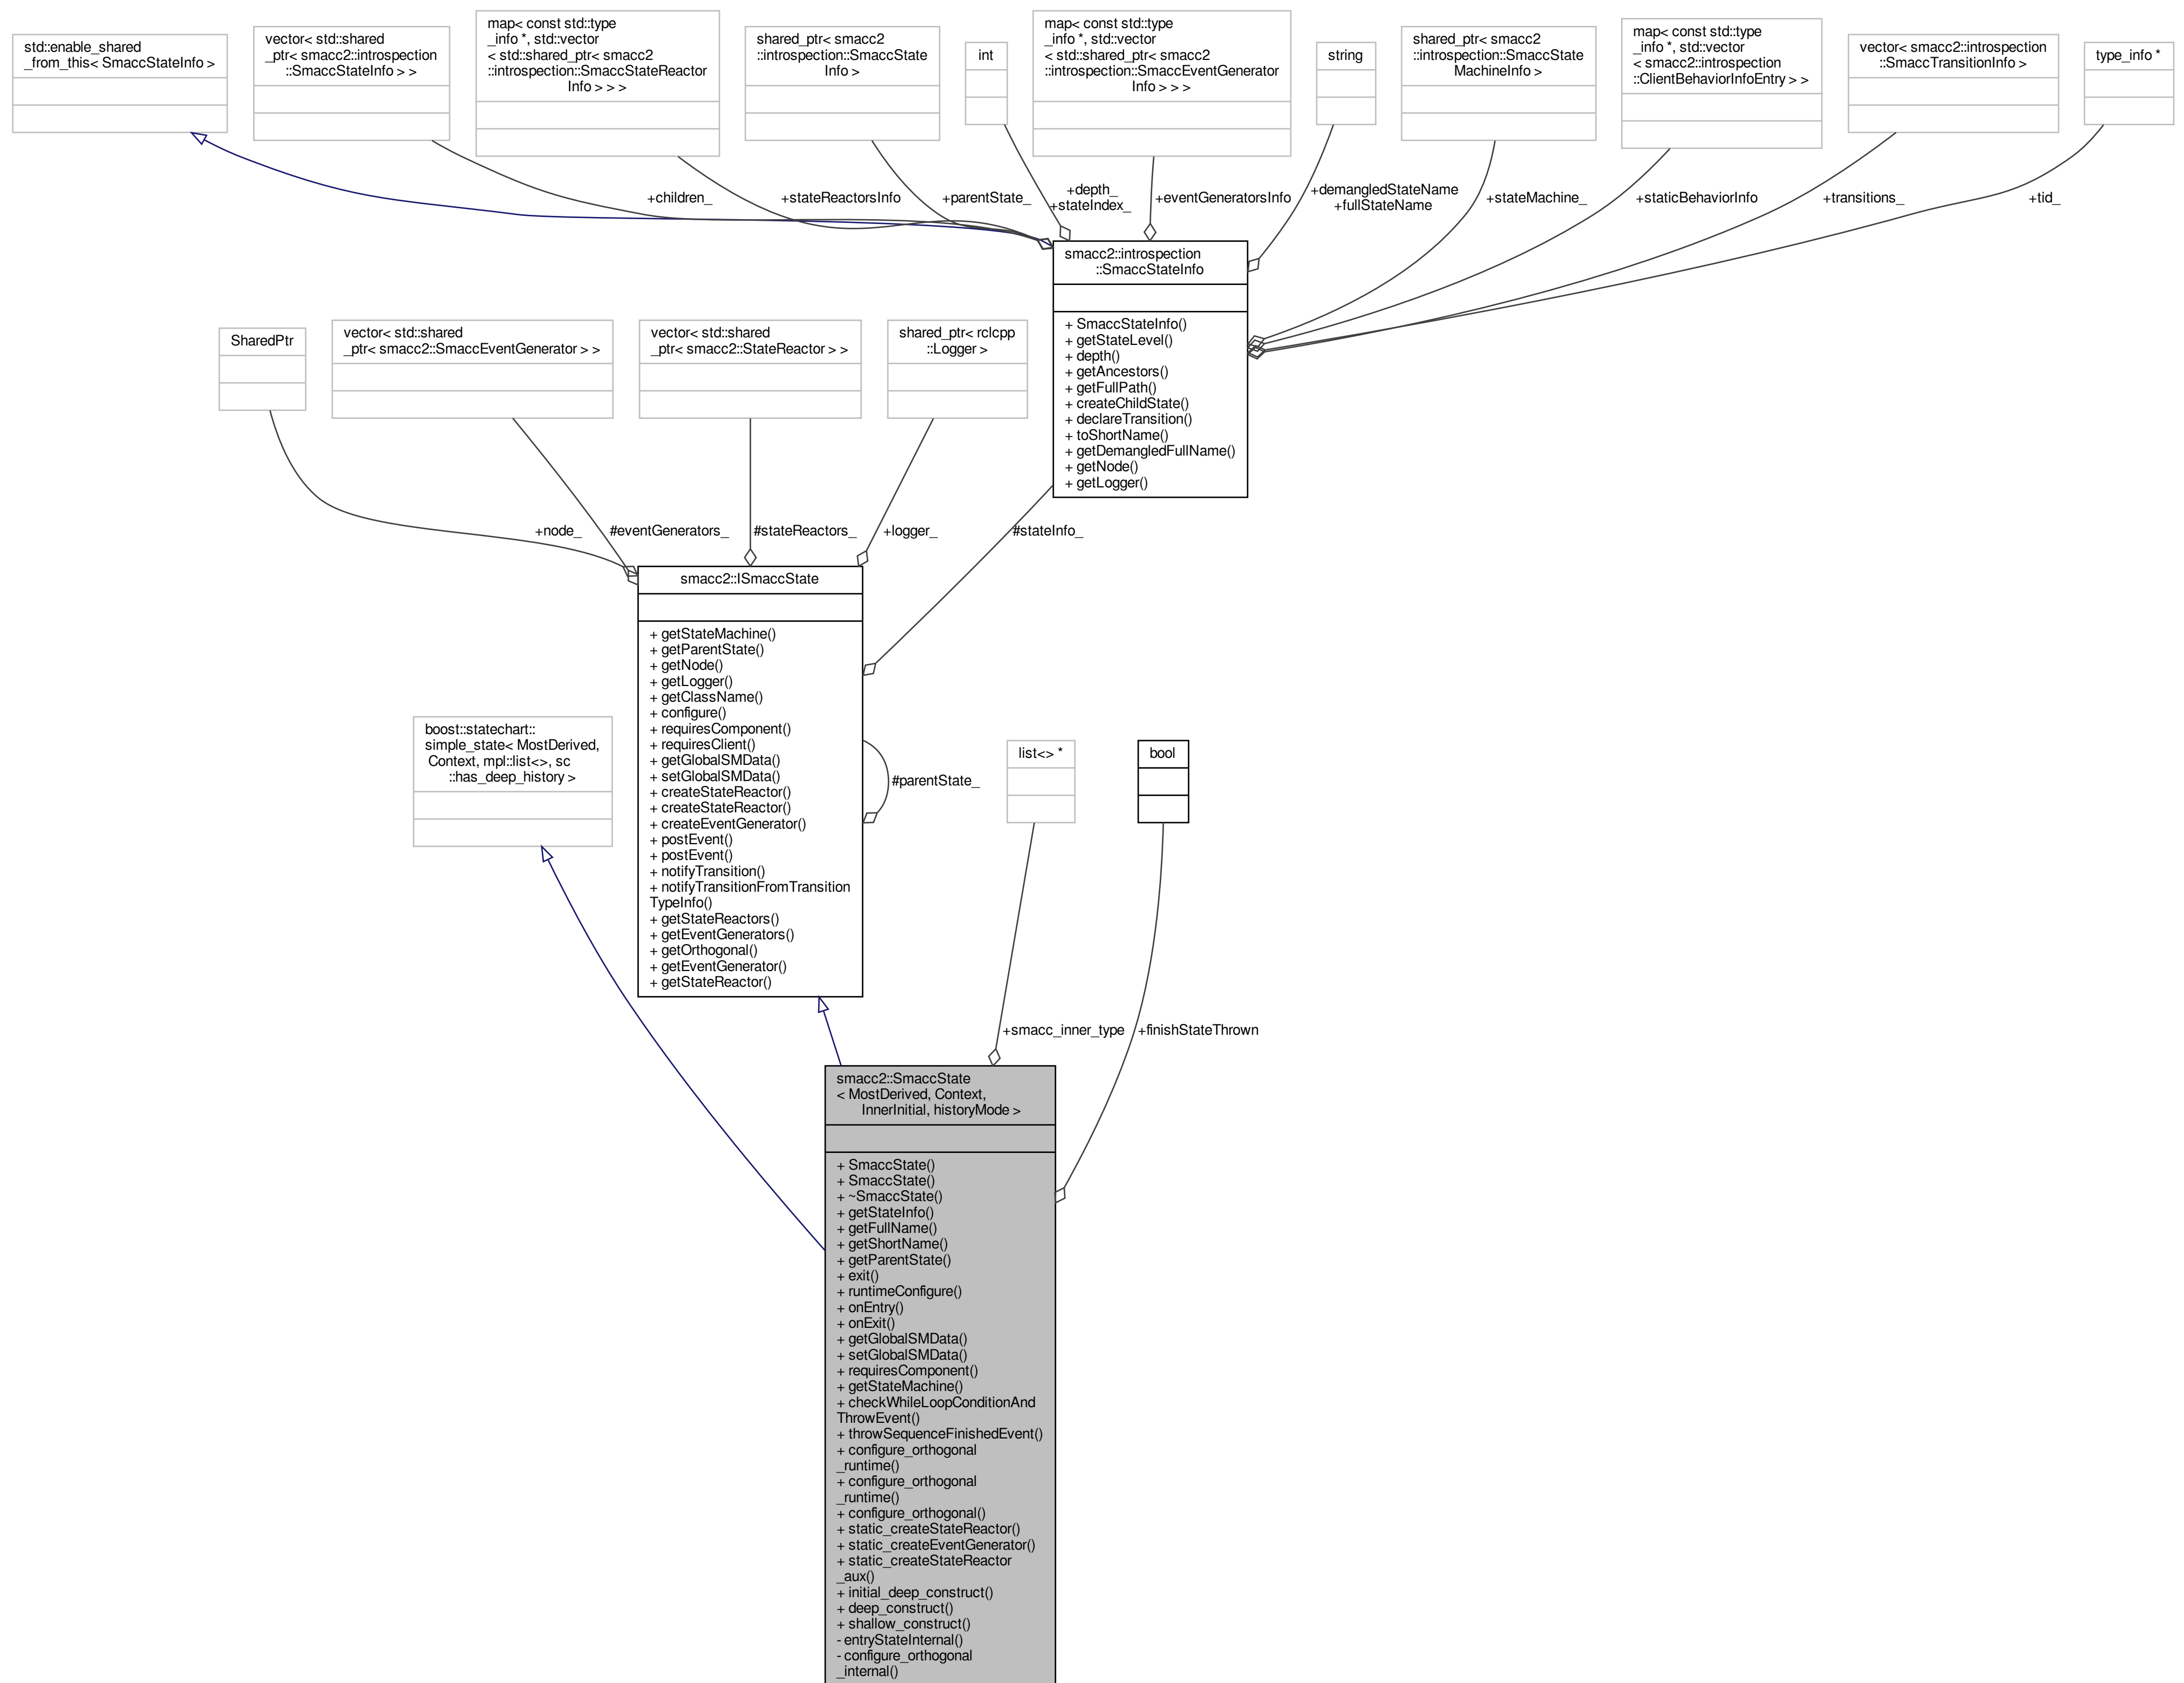 std::enable_shared
_from_this< SmaccStateInfo >
vector< std::shared
_ptr< smacc2::introspection
::SmaccStateInfo > >
map< const std::type
_info *, std::vector
< std::shared_ptr< smacc2
::introspection::SmaccStateReactor
Info > > >
shared_ptr< smacc2
::introspection::SmaccState
Info >
int
map< const std::type
_info *, std::vector
< std::shared_ptr< smacc2
::introspection::SmaccEventGenerator
Info > > >
string
shared_ptr< smacc2
::introspection::SmaccState
MachineInfo >
map< const std::type
_info *, std::vector
< smacc2::introspection
::ClientBehaviorInfoEntry > >
vector< smacc2::introspection
::SmaccTransitionInfo >
type_info *
+children_
+stateReactorsInfo
+parentState_
+depth_
+stateIndex_
+eventGeneratorsInfo
+demangledStateName
+fullStateName
+stateMachine_
+staticBehaviorInfo
+transitions_
+tid_
smacc2::introspection
::SmaccStateInfo
+ SmaccStateInfo()
+ getStateLevel()
+ depth()
+ getAncestors()
+ getFullPath()
+ createChildState()
+ declareTransition()
+ toShortName()
+ getDemangledFullName()
+ getNode()
+ getLogger()
SharedPtr
vector< std::shared
_ptr< smacc2::SmaccEventGenerator > >
vector< std::shared
_ptr< smacc2::StateReactor > >
shared_ptr< rclcpp
::Logger >
+node_
#eventGenerators_
#stateReactors_
+logger_
#stateInfo_
smacc2::ISmaccState
+ getStateMachine()
+ getParentState()
+ getNode()
+ getLogger()
+ getClassName()
+ configure()
+ requiresComponent()
+ requiresClient()
+ getGlobalSMData()
+ setGlobalSMData()
+ createStateReactor()
+ createStateReactor()
+ createEventGenerator()
+ postEvent()
+ postEvent()
+ notifyTransition()
+ notifyTransitionFromTransition
TypeInfo()
+ getStateReactors()
+ getEventGenerators()
+ getOrthogonal()
+ getEventGenerator()
+ getStateReactor()
#parentState_
boost::statechart::
simple_state< MostDerived,
Context, mpl::list<>, sc
::has_deep_history >
list<> *
bool
+smacc_inner_type
+finishStateThrown
smacc2::SmaccState
< MostDerived, Context,
InnerInitial, historyMode >
+ SmaccState()
+ SmaccState()
+ ~SmaccState()
+ getStateInfo()
+ getFullName()
+ getShortName()
+ getParentState()
+ exit()
+ runtimeConfigure()
+ onEntry()
+ onExit()
+ getGlobalSMData()
+ setGlobalSMData()
+ requiresComponent()
+ getStateMachine()
+ checkWhileLoopConditionAnd
ThrowEvent()
+ throwSequenceFinishedEvent()
+ configure_orthogonal
_runtime()
+ configure_orthogonal
_runtime()
+ configure_orthogonal()
+ static_createStateReactor()
+ static_createEventGenerator()
+ static_createStateReactor
_aux()
+ initial_deep_construct()
+ deep_construct()
+ shallow_construct()
- entryStateInternal()
- configure_orthogonal
_internal()